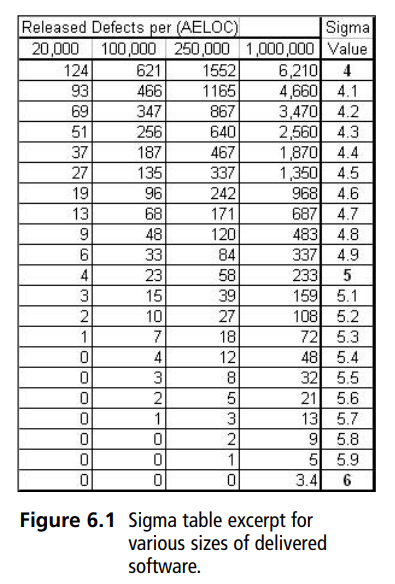 Released Defects per (AELOC) Sigma
20,000 100,000 250,000 1,000,000 Value
124 621 1552 6,210 4
93 466 1165 4,660 4.1
69 347 867 3,470 4.2
51 256 640 2,560 4.3
37 187 467 1,870 4.4
27 135 337 1,350 4.5
19 96 242 968 4.6
13 68 171 687 4.7
9 48 120 483 4.8
6 33 84 337 4.9
4 23 58 233 5
3 15 39 159 5.1
2 10 27 108 5.2
1 7 18 72 5.3
0 4 12 48 5.4
0 3 8 32 5.5
0 2 5 21 5.6
0 1 3 13 5.7
0 0 2 9 5.8
0 0 1 5 5.9
0 0 0 3.4 6
Figure 6.1 Sigma table excerpt for
various sizes of delivered
software.